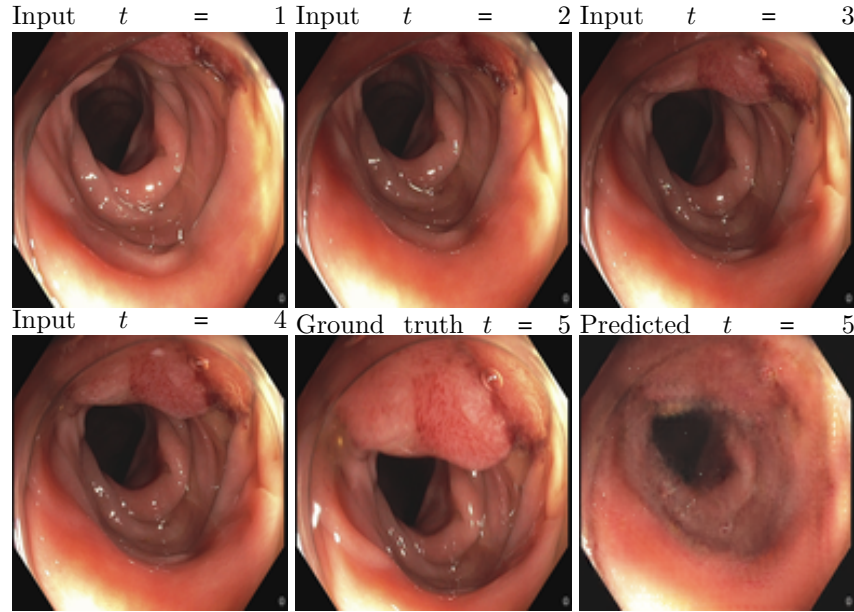 Input t = 1
Input t = 2
Input t = 3
Input t = 4
Ground truth t = 5
Predicted t = 5